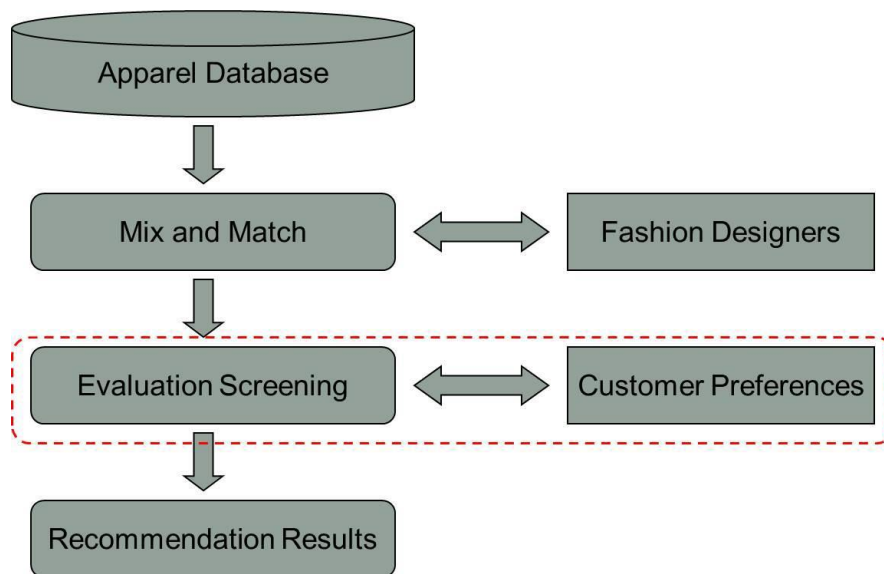 Apparel Database
Mix and Match
Fashion Designers
Evaluation Screening
Customer Preferences
Recommendation Results